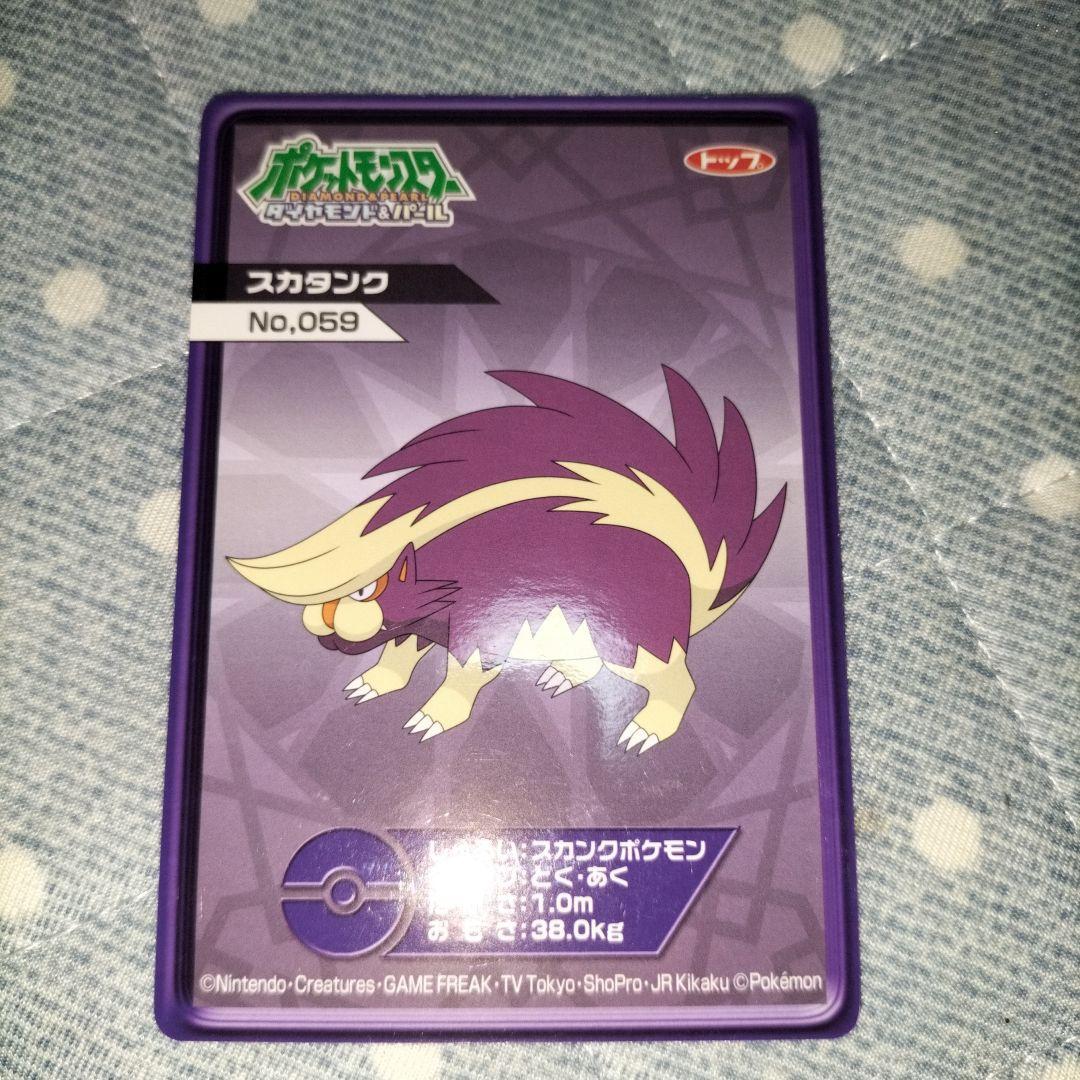 ポケットモンスター
DIAMOND&PEARL
ダイヤモンド&パール
トップ
スカタンク
No,059
い:スカンクポケモン
:どく・あく
さ:1.0m
おもさ:38.0kg
©Nintendo・Creatures・GAME FREAK・TV Tokyo・ShoPro・JR Kikaku ©Pokémon